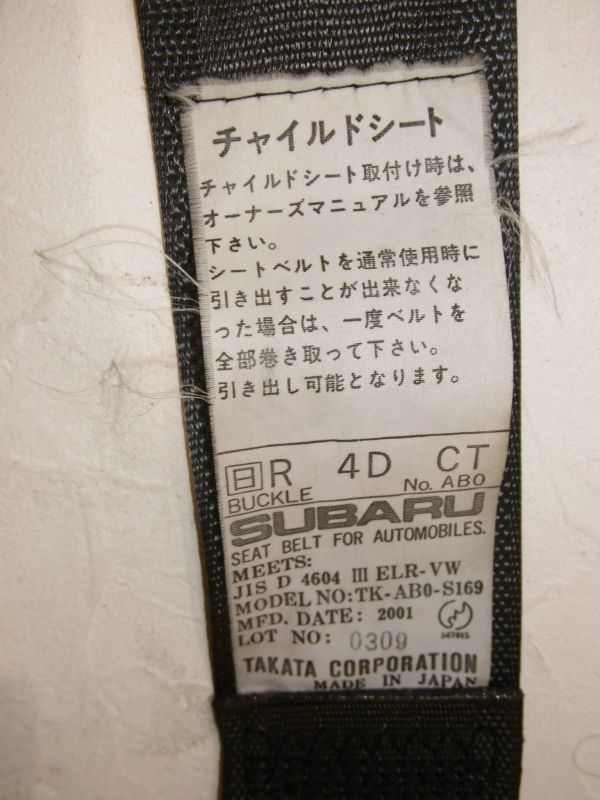 チャイルドシート
チャイルドシート取付け時は、
オーナーズマニュアルを参照
下さい。
シートベルトを通常使用時に
引き出すことが出来なくな
った場合は、一度ベルトを
全部巻き取って下さい。
引き出し可能となります。
日R 4D CT
BUCKLE No. AB0
SUBARU
SEAT BELT FOR AUTOMOBILES.
MEETS:
JIS D 4604 III ELR-VW
MODEL NO:TK-AB0-S169
MFD. DATE: 2001
LOT NO: 0309
TAKATA CORPORATION
MADE IN JAPAN